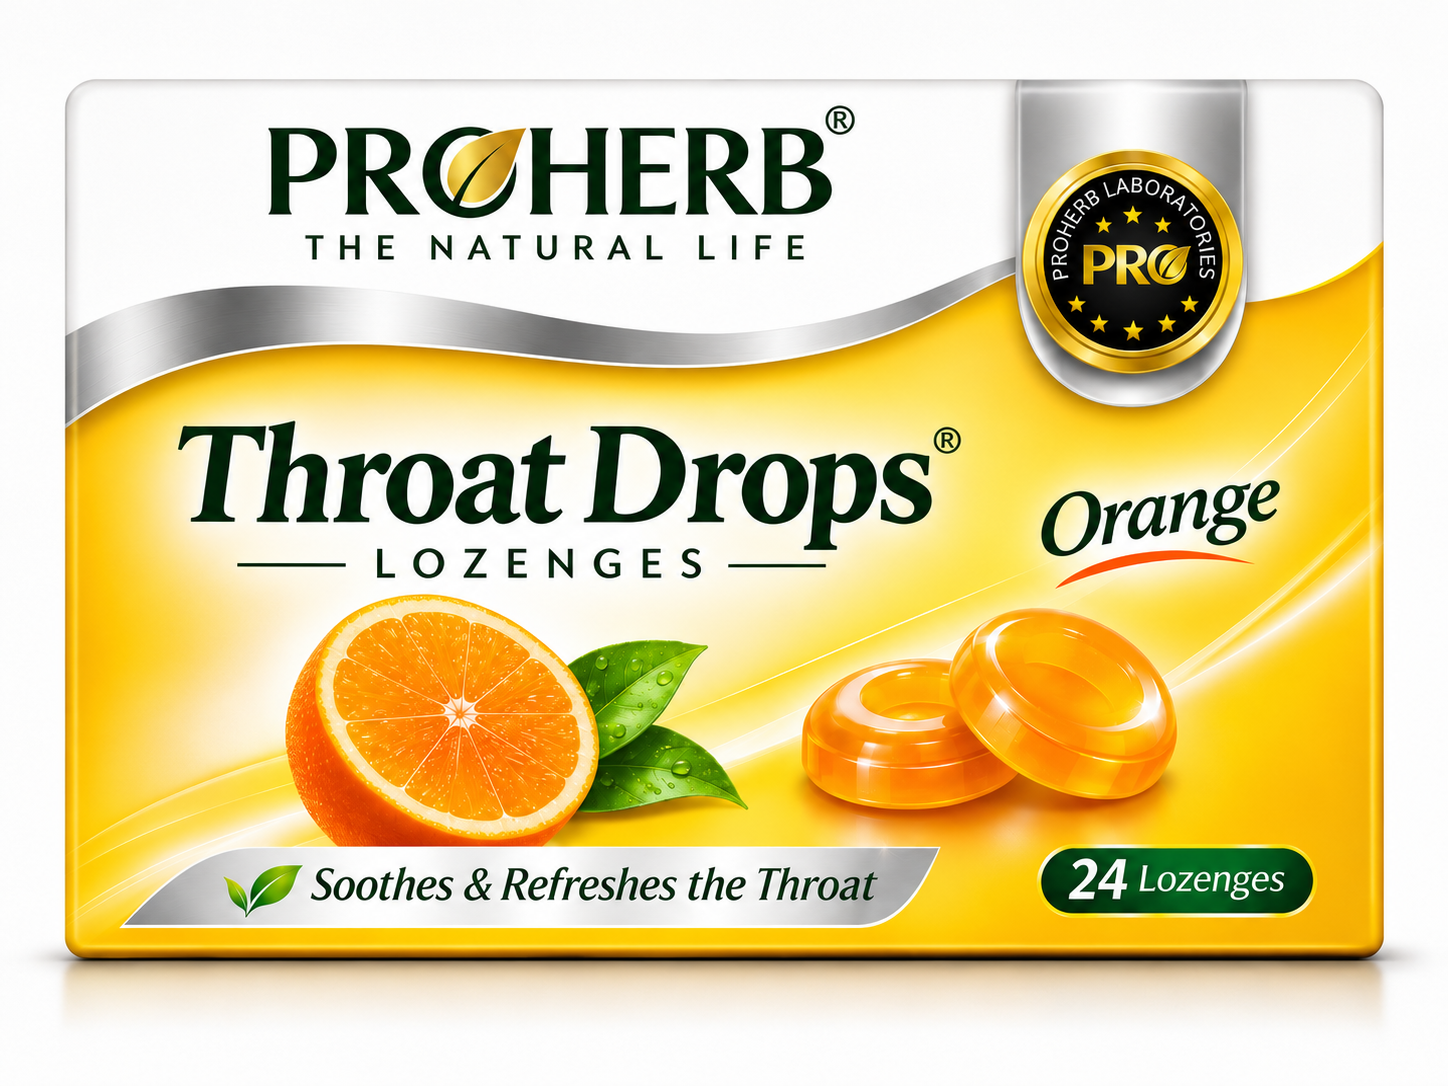 PROHERB®
THE NATURAL LIFE
PROHERB LABORATORIES
PRO
Throat Drops®
LOZENGES
Orange
Soothes & Refreshes the Throat
24 Lozenges